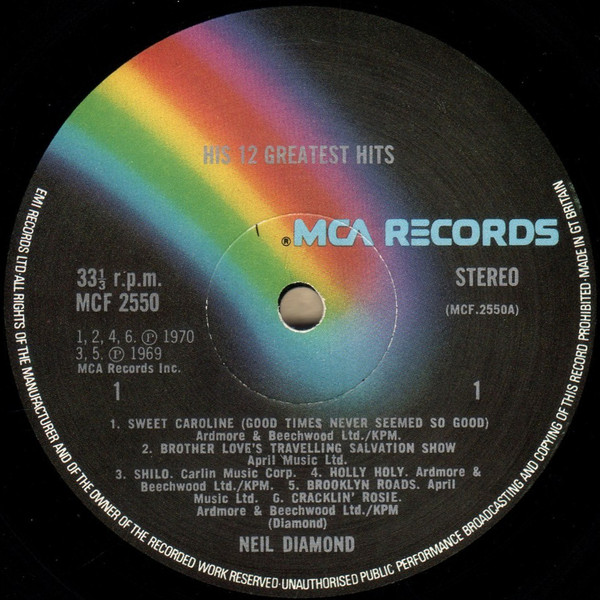 HIS 12 GREATEST HITS
®MCA RECORDS
33⅓ r.p.m.
MCF 2550
STEREO
(MCF.2550A)
1, 2, 4, 6. ℗ 1970
3, 5. ℗ 1969
MCA Records Inc.
1
1
1. SWEET CAROLINE (GOOD TIMES NEVER SEEMED SO GOOD)
Ardmore & Beechwood Ltd./KPM.
2. BROTHER LOVE'S TRAVELLING SALVATION SHOW
April Music Ltd.
3. SHILO. Carlin Music Corp. 4. HOLLY HOLY. Ardmore &
Beechwood Ltd./KPM. 5. BROOKLYN ROADS. April
Music Ltd. 6. CRACKLIN' ROSIE.
Ardmore & Beechwood Ltd./KPM
(Diamond)
NEIL DIAMOND
EMI RECORDS LTD·ALL RIGHTS OF THE MANUFACTURER AND OF THE OWNER OF THE RECORDED WORK RESERVED·UNAUTHORISED PUBLIC PERFORMANCE BROADCASTING AND COPYING OF THIS RECORD PROHIBITED·MADE IN GT BRITAIN